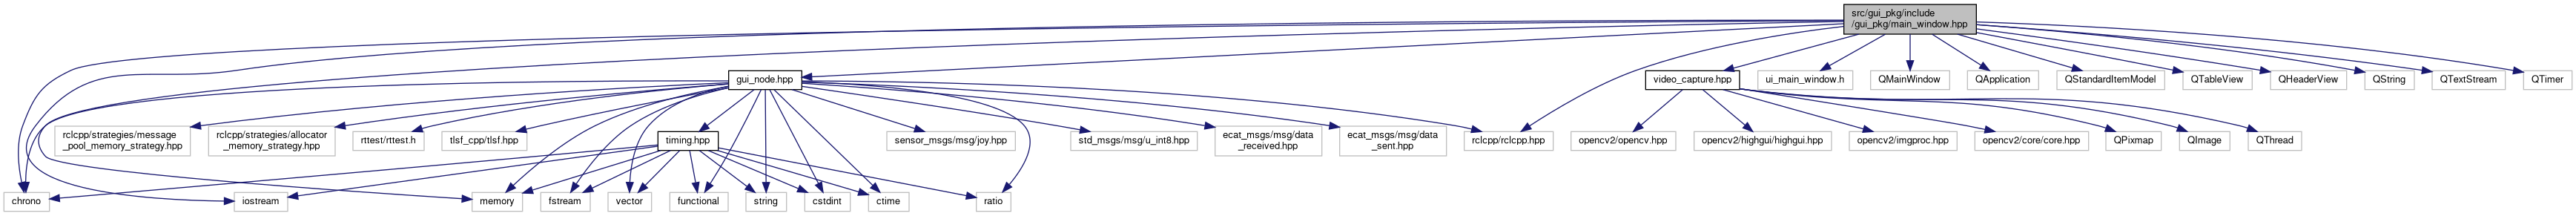 src/gui_pkg/include
/gui_pkg/main_window.hpp
gui_node.hpp
video_capture.hpp
ui_main_window.h
QMainWindow
QApplication
QStandardItemModel
QTableView
QHeaderView
QString
QTextStream
QTimer
rclcpp/strategies/message
_pool_memory_strategy.hpp
rclcpp/strategies/allocator
_memory_strategy.hpp
rttest/rttest.h
tlsf_cpp/tlsf.hpp
timing.hpp
sensor_msgs/msg/joy.hpp
std_msgs/msg/u_int8.hpp
ecat_msgs/msg/data
_received.hpp
ecat_msgs/msg/data
_sent.hpp
rclcpp/rclcpp.hpp
opencv2/opencv.hpp
opencv2/highgui/highgui.hpp
opencv2/imgproc.hpp
opencv2/core/core.hpp
QPixmap
QImage
QThread
chrono
iostream
memory
fstream
vector
functional
string
cstdint
ctime
ratio